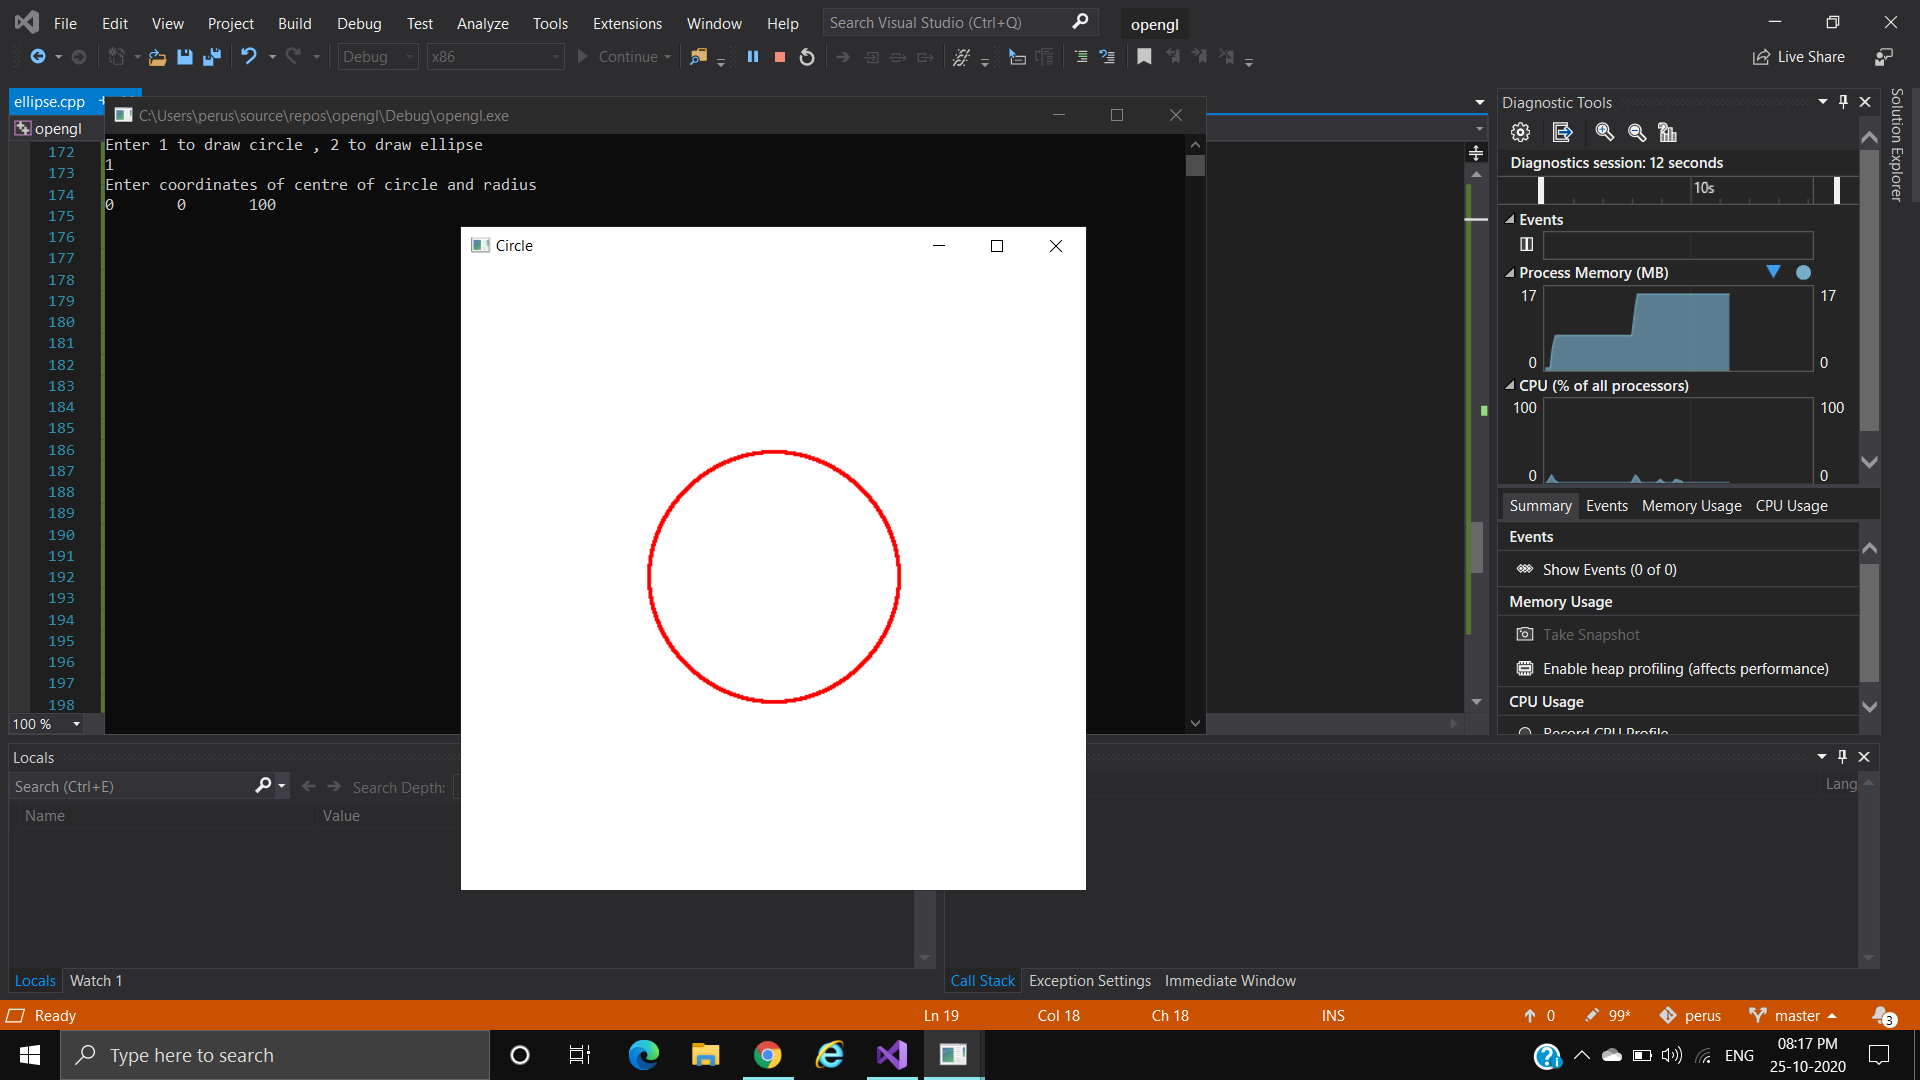 File Edit View Project Build Debug Test Analyze Tools Extensions Window Help Search Visual Studio (Ctrl+Q) opengl
Debug x86 Continue Live Share
ellipse.cpp
C:\Users\perus\source\repos\opengl\Debug\opengl.exe
opengl
Enter 1 to draw circle , 2 to draw ellipse
1
Enter coordinates of centre of circle and radius
0 0 100
Circle
172
173
174
175
176
177
178
179
180
181
182
183
184
185
186
187
188
189
190
191
192
193
194
195
196
197
198
100 %
Diagnostic Tools
Diagnostics session: 12 seconds
10s
Events
Process Memory (MB)
17 17
0 0
CPU (% of all processors)
100 100
0 0
Summary Events Memory Usage CPU Usage
Events
Show Events (0 of 0)
Memory Usage
Take Snapshot
Enable heap profiling (affects performance)
CPU Usage
Record CPU Profile
Solution Explorer
Locals
Search (Ctrl+E) Search Depth:
Name Value
Lang
Locals Watch 1
Call Stack Exception Settings Immediate Window
Ready Ln 19 Col 18 Ch 18 INS 0 99* perus master 3
Type here to search
ENG 08:17 PM
25-10-2020